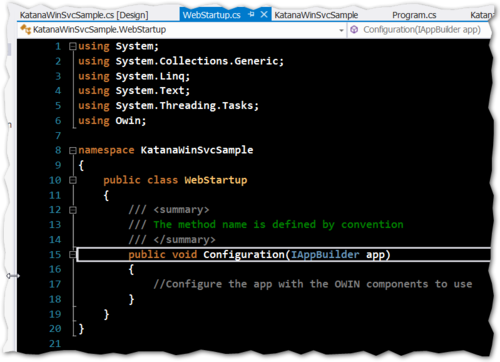 KatanaWinSvcSample.cs [Design] WebStartup.cs KatanaWinSvcSample Program.cs Katan
KatanaWinSvcSample.WebStartup Configuration(IAppBuilder app)
1 using System;
2 using System.Collections.Generic;
3 using System.Linq;
4 using System.Text;
5 using System.Threading.Tasks;
6 using Owin;
7
8 namespace KatanaWinSvcSample
9 {
10 public class WebStartup
11 {
12 /// <summary>
13 /// The method name is defined by convention
14 /// </summary>
15 public void Configuration(IAppBuilder app)
16 {
17 //Configure the app with the OWIN components to use
18 }
19 }
20 }
21